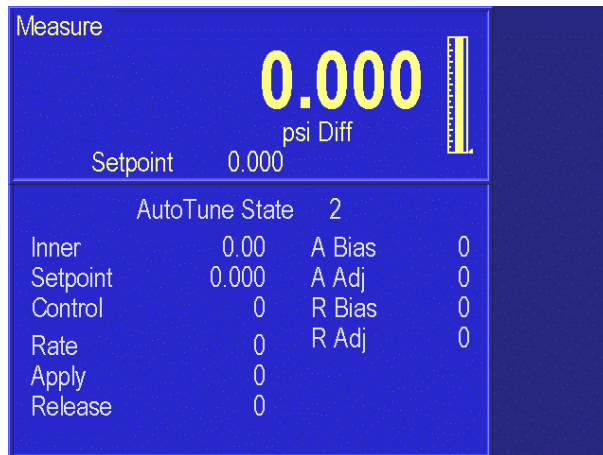 Measure
0.000
psi Diff
Setpoint 0.000
AutoTune State 2
Inner 0.00 A Bias 0
Setpoint 0.000 A Adj 0
Control 0 R Bias 0
Rate 0 R Adj 0
Apply 0
Release 0